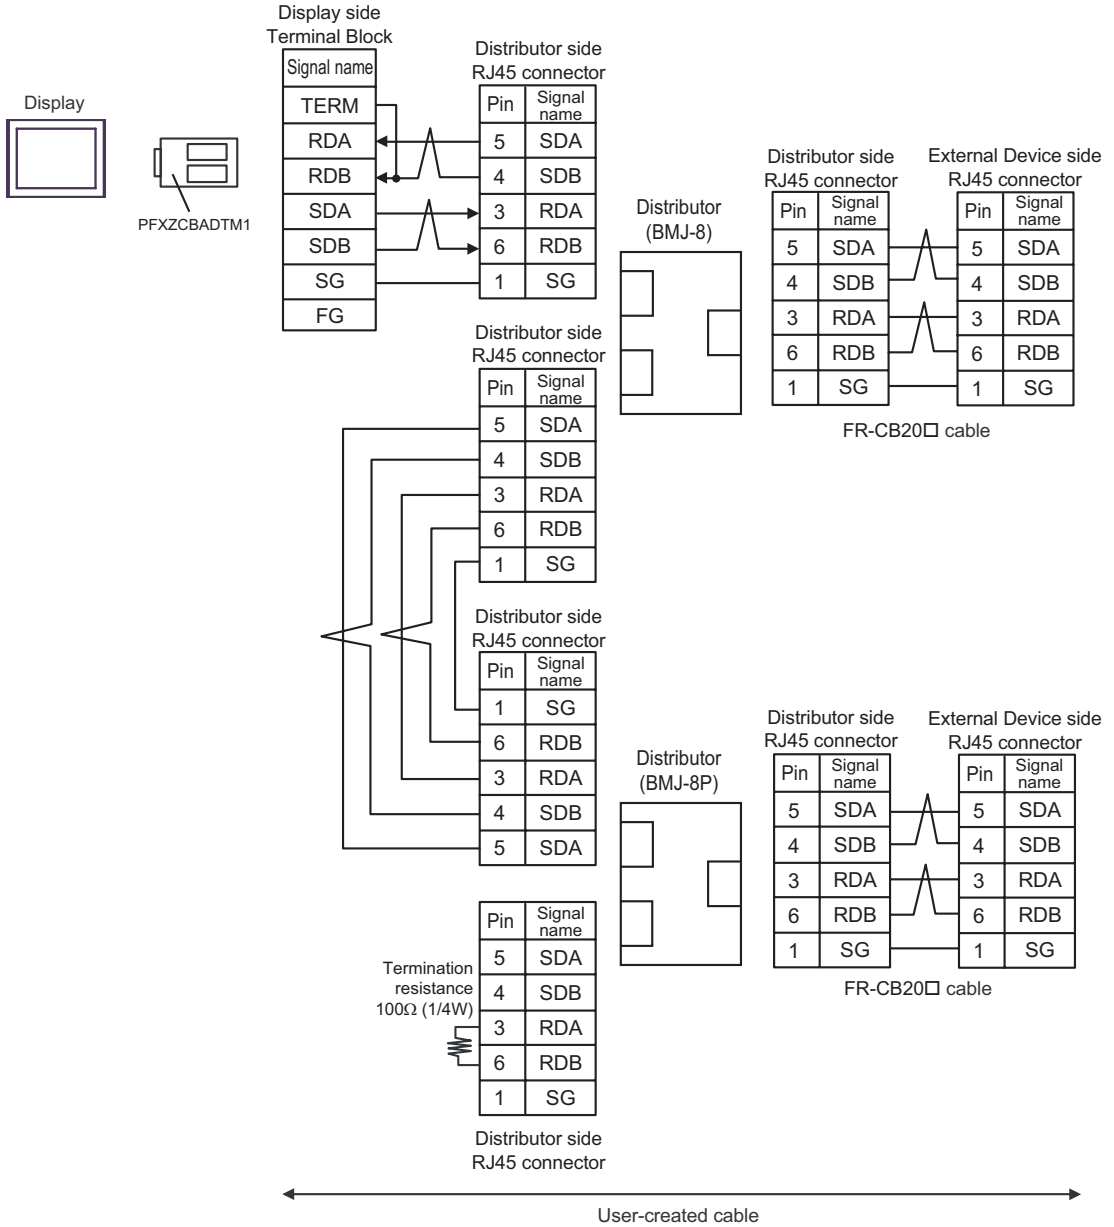 Display
PFXZCBADTM1
Display side
Terminal Block
Signal name
TERM
RDA
RDB
SDA
SDB
SG
FG
Distributor side
RJ45 connector
Pin Signal name
5 SDA
4 SDB
3 RDA
6 RDB
1 SG
Distributor
(BMJ-8)
Distributor side
RJ45 connector
Pin Signal name
5 SDA
4 SDB
3 RDA
6 RDB
1 SG
External Device side
RJ45 connector
Pin Signal name
5 SDA
4 SDB
3 RDA
6 RDB
1 SG
FR-CB20□ cable
Distributor side
RJ45 connector
Pin Signal name
5 SDA
4 SDB
3 RDA
6 RDB
1 SG
Distributor side
RJ45 connector
Pin Signal name
1 SG
6 RDB
3 RDA
4 SDB
5 SDA
Distributor
(BMJ-8P)
Distributor side
RJ45 connector
Pin Signal name
5 SDA
4 SDB
3 RDA
6 RDB
1 SG
External Device side
RJ45 connector
Pin Signal name
5 SDA
4 SDB
3 RDA
6 RDB
1 SG
FR-CB20□ cable
Termination
resistance
100Ω (1/4W)
Pin Signal name
5 SDA
4 SDB
3 RDA
6 RDB
1 SG
Distributor side
RJ45 connector
User-created cable